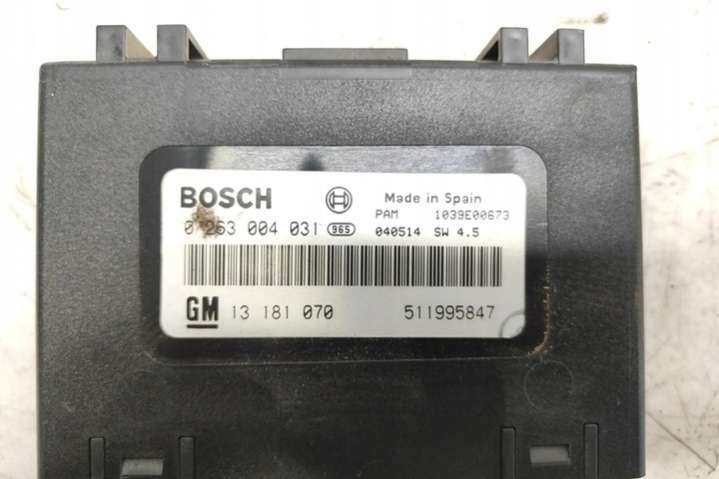 BOSCH Made in Spain
PAM 1039E00673
0 263 004 031 965 040514 SW 4.5
GM 13 181 070 511995847